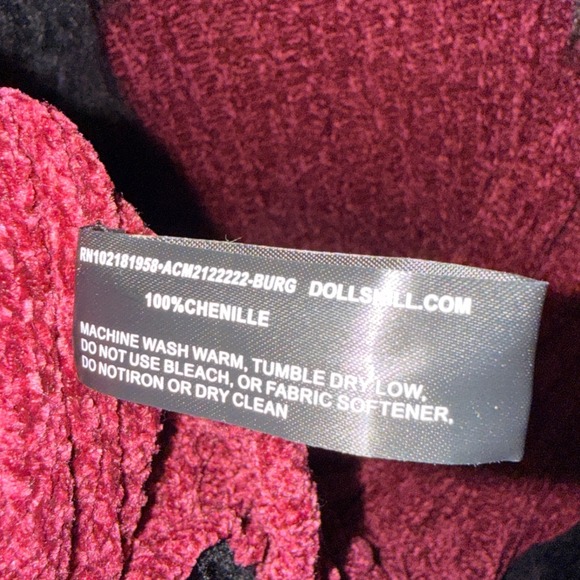 RN102181958-ACM2122222-BURG DOLLSKILL.COM
100%CHENILLE
MACHINE WASH WARM, TUMBLE DRY LOW,
DO NOT USE BLEACH, OR FABRIC SOFTENER,
DO NOTIRON OR DRY CLEAN